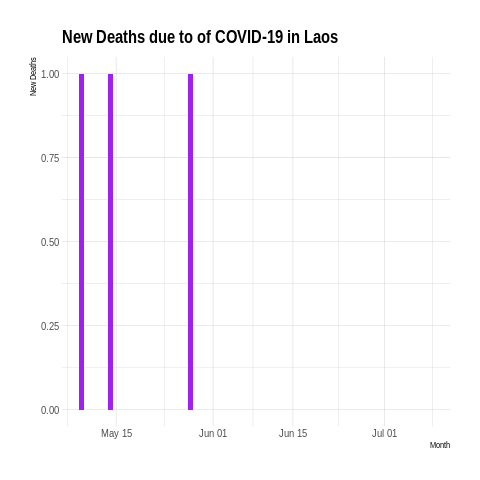 New Deaths due to of COVID-19 in Laos
New Deaths
1.00
0.75
0.50
0.25
0.00
May 15
Jun 01
Jun 15
Jul 01
Month